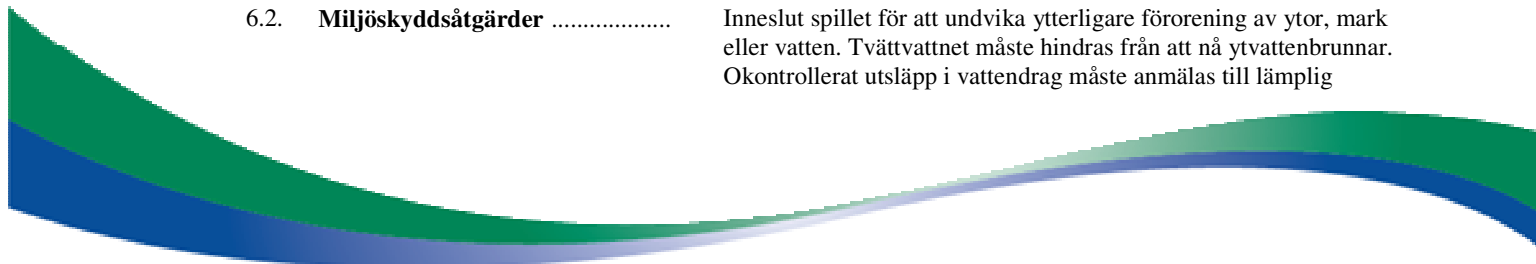 6.2. Miljöskyddsåtgärder ................... Inneslut spillet för att undvika ytterligare förorening av ytor, mark
eller vatten. Tvättvattnet måste hindras från att nå ytvattenbrunnar.
Okontrollerat utsläpp i vattendrag måste anmälas till lämplig